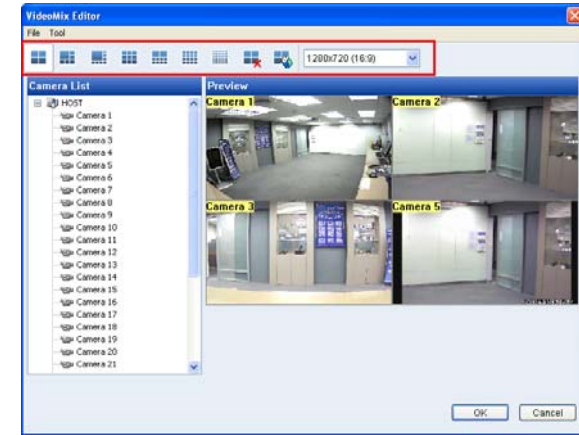 VideoMix Editor
File Tool
1280x720 (16:9)
Camera List
Preview
HOST
Camera 1
Camera 2
Camera 3
Camera 4
Camera 5
Camera 6
Camera 7
Camera 8
Camera 9
Camera 10
Camera 11
Camera 12
Camera 13
Camera 14
Camera 15
Camera 16
Camera 17
Camera 18
Camera 19
Camera 20
Camera 21
Camera 1
Camera 2
Camera 3
Camera 5
OK
Cancel